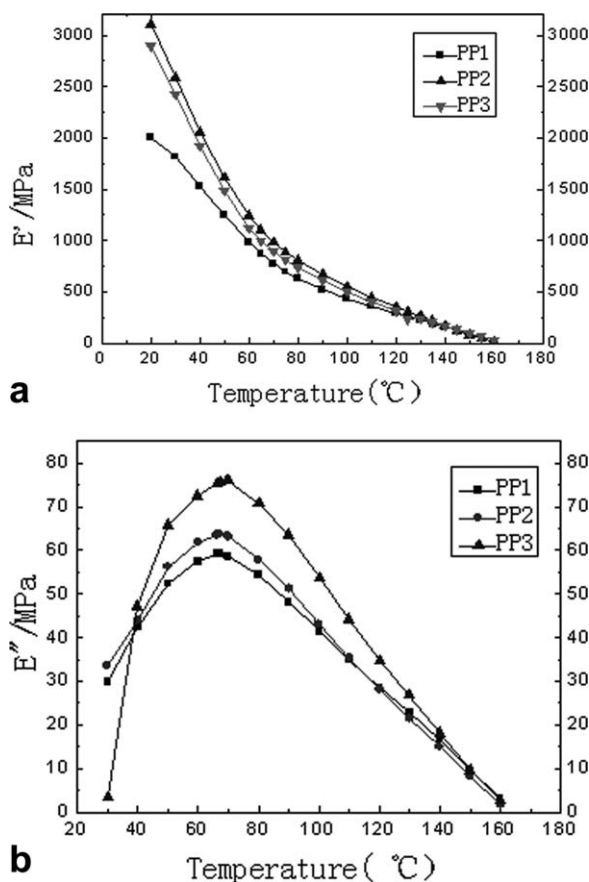 3000 3000
PP1
2500 PP2 2500
PP3
2000 2000
E'/MPa
1500 1500
1000 1000
500 500
0 0
0 20 40 60 80 100 120 140 160 180
Temperature(℃)
a
80 80
70 PP1 70
PP2
60 PP3 60
50 50
E″/MPa
40 40
30 30
20 20
10 10
0 0
20 40 60 80 100 120 140 160 180
Temperature( ℃)
b